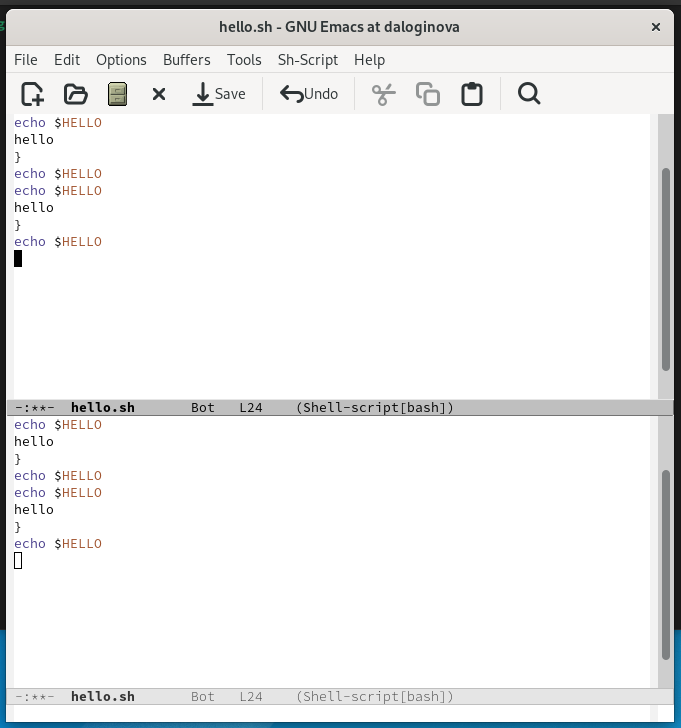 hello.sh - GNU Emacs at daloginova
File Edit Options Buffers Tools Sh-Script Help
Save Undo
echo $HELLO
hello
}
echo $HELLO
echo $HELLO
hello
}
echo $HELLO
-:**- hello.sh Bot L24 (Shell-script[bash])
echo $HELLO
hello
}
echo $HELLO
echo $HELLO
hello
}
echo $HELLO
-:**- hello.sh Bot L24 (Shell-script[bash])